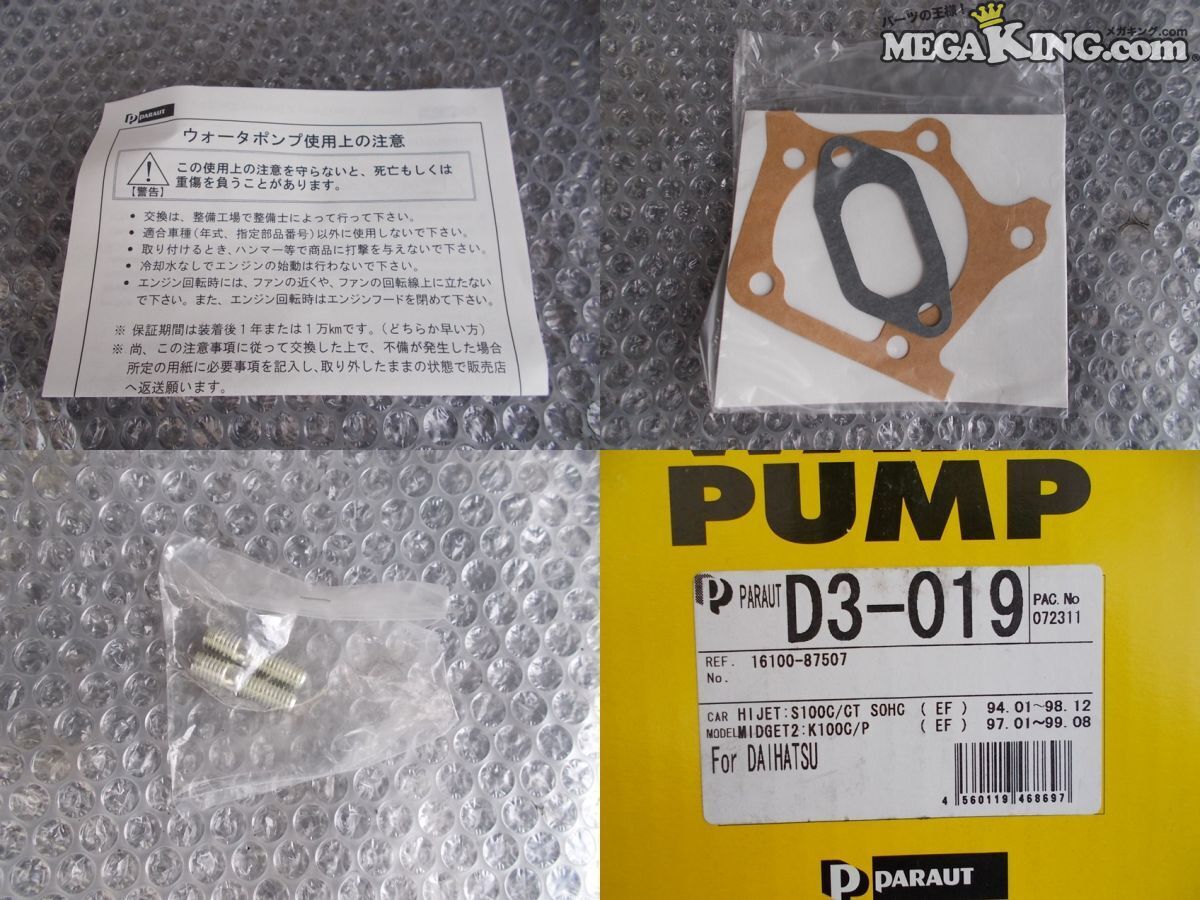 PARAUT
ウォータポンプ使用上の注意
【警告】
この使用上の注意を守らないと、死亡もしくは
重傷を負うことがあります。
• 交換は、整備工場で整備士によって行って下さい。
• 適合車種(年式、指定部品番号)以外に使用しないで下さい。
• 取り付けるとき、ハンマー等で商品に打撃を与えないで下さい。
• 冷却水なしでエンジンの始動は行わないで下さい。
• エンジン回転時には、ファンの近くや、ファンの回転線上に立たない
で下さい。また、エンジン回転時はエンジンフードを閉めて下さい。
※ 保証期間は装着後1年または1万kmです。(どちらか早い方)
※ 尚、この注意事項に従って交換した上で、不備が発生した場合
所定の用紙に必要事項を記入し、取り外したままの状態で販売店
へ返送願います。
パーツの王様!
メガキング.com
MEGAKING.com
PUMP
PARAUT D3-019 PAC.No
072311
REF. 16100-87507
No.
CAR HIJET:S100C/CT SOHC (EF) 94.01~98.12
MODEL MIDGET2:K100C/P (EF) 97.01~99.08
For DAIHATSU
4 560119 468697
PARAUT